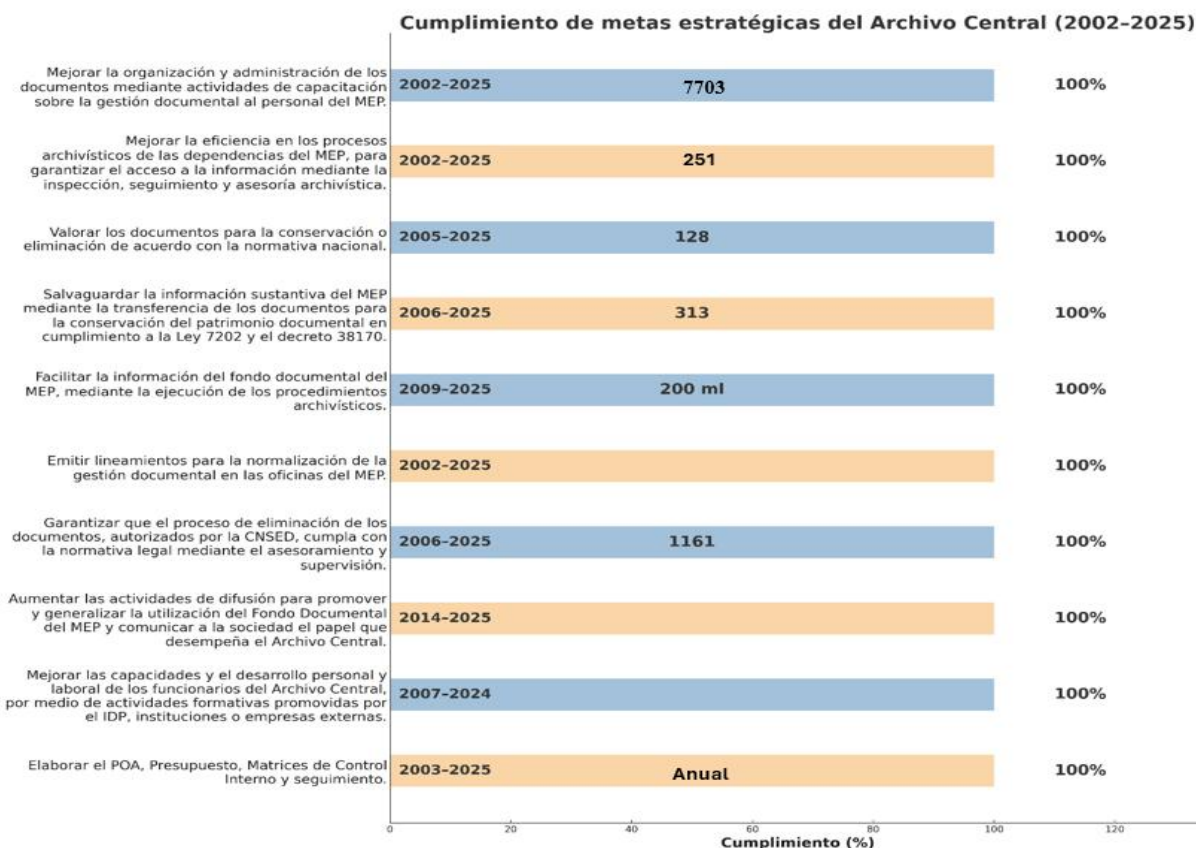 Cumplimiento de metas estratégicas del Archivo Central (2002–2025)
Mejorar la organización y administración de los
documentos mediante actividades de capacitación
sobre la gestión documental al personal del MEP.
2002–2025 7703 100%
Mejorar la eficiencia en los procesos
archivísticos de las dependencias del MEP, para
garantizar el acceso a la información mediante la
inspección, seguimiento y asesoría archivística.
2002–2025 251 100%
Valorar los documentos para la conservación o
eliminación de acuerdo con la normativa nacional.
2005–2025 128 100%
Salvaguardar la información sustantiva del MEP
mediante la transferencia de los documentos para
la conservación del patrimonio documental en
cumplimiento a la Ley 7202 y el decreto 38170.
2006–2025 313 100%
Facilitar la información del fondo documental del
MEP, mediante la ejecución de los procedimientos
archivísticos.
2009–2025 200 ml 100%
Emitir lineamientos para la normalización de la
gestión documental en las oficinas del MEP.
2002–2025 100%
Garantizar que el proceso de eliminación de los
documentos, autorizados por la CNSED, cumpla con
la normativa legal mediante el asesoramiento y
supervisión.
2006–2025 1161 100%
Aumentar las actividades de difusión para promover
y generalizar la utilización del Fondo Documental
del MEP y comunicar a la sociedad el papel que
desempeña el Archivo Central.
2014–2025 100%
Mejorar las capacidades y el desarrollo personal y
laboral de los funcionarios del Archivo Central,
por medio de actividades formativas promovidas por
el IDP, instituciones o empresas externas.
2007–2024 100%
Elaborar el POA, Presupuesto, Matrices de Control
Interno y seguimiento.
2003–2025 Anual 100%
0 20 40 60 80 100 120
Cumplimiento (%)